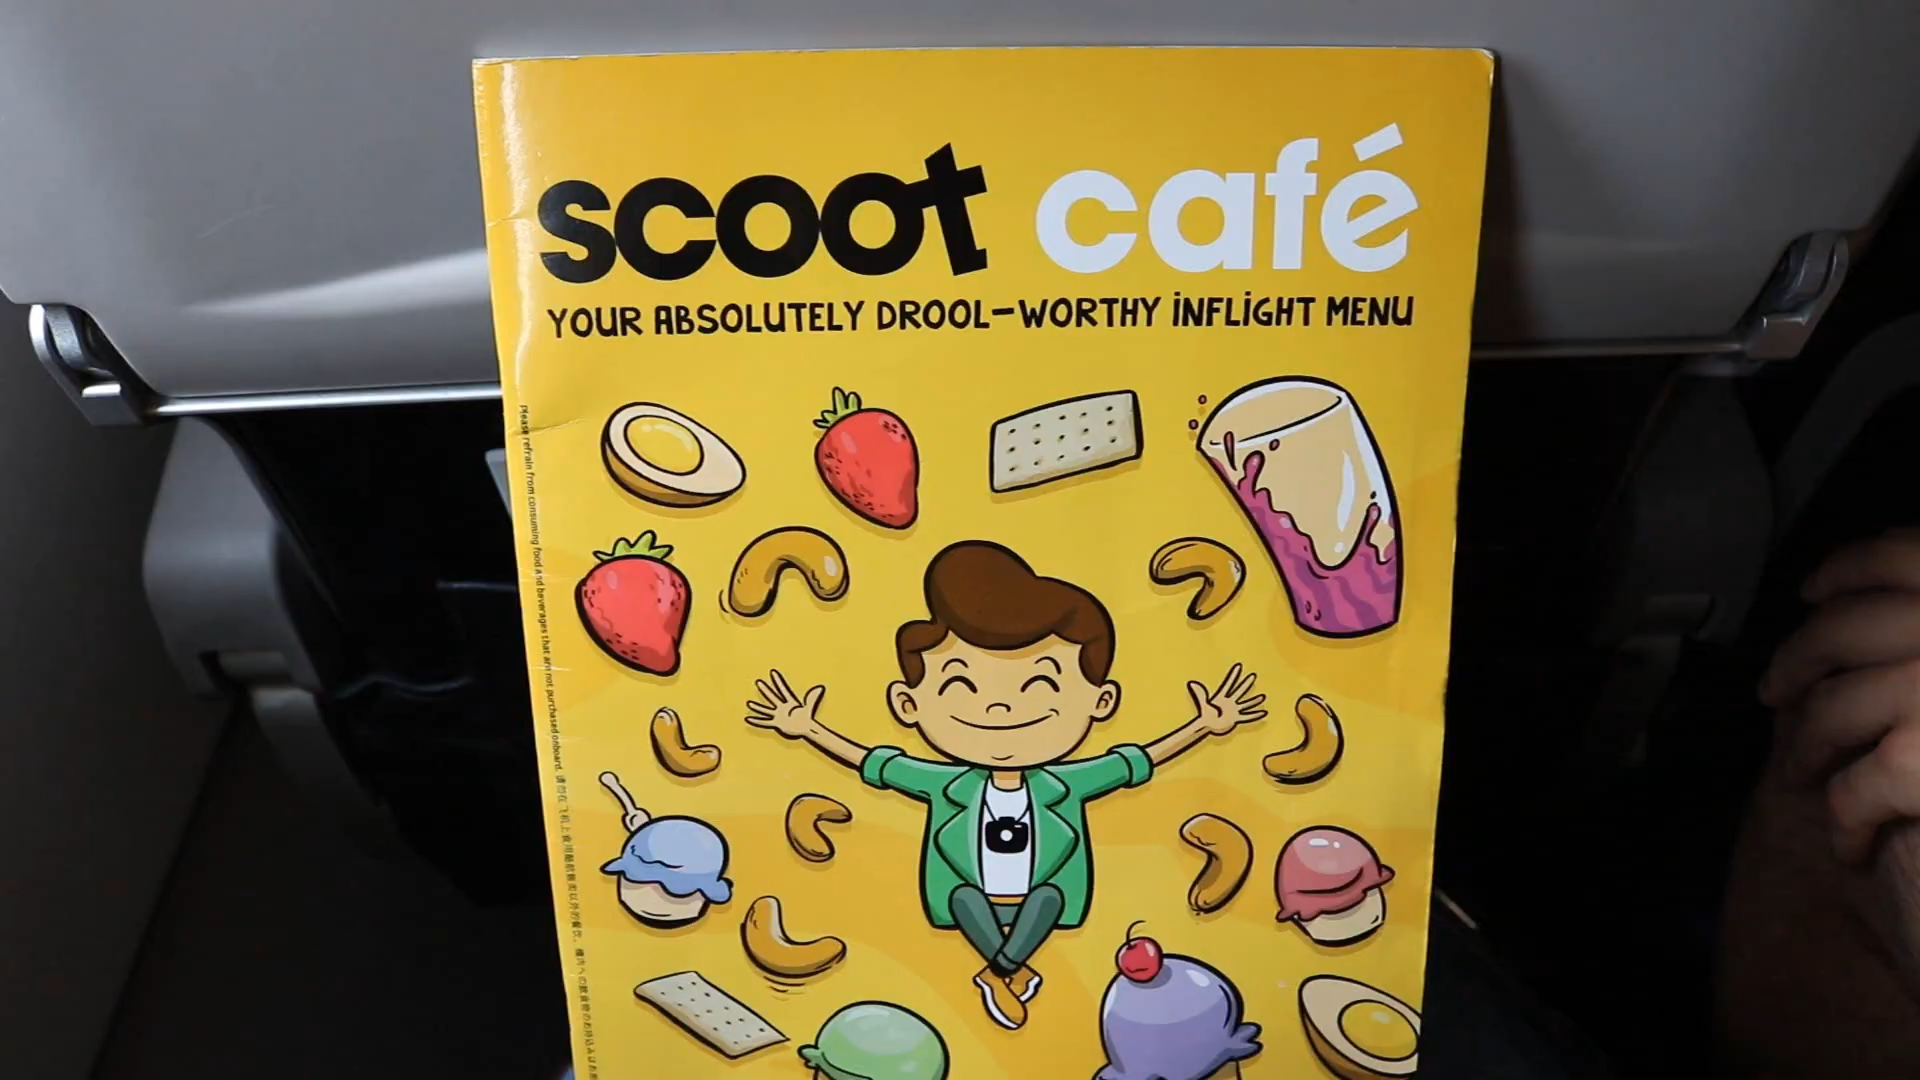 scoot café
YOUR ABSOLUTELY DROOL-WORTHY INFLIGHT MENU
Please refrain from consuming food and beverages that are not purchased onboard.